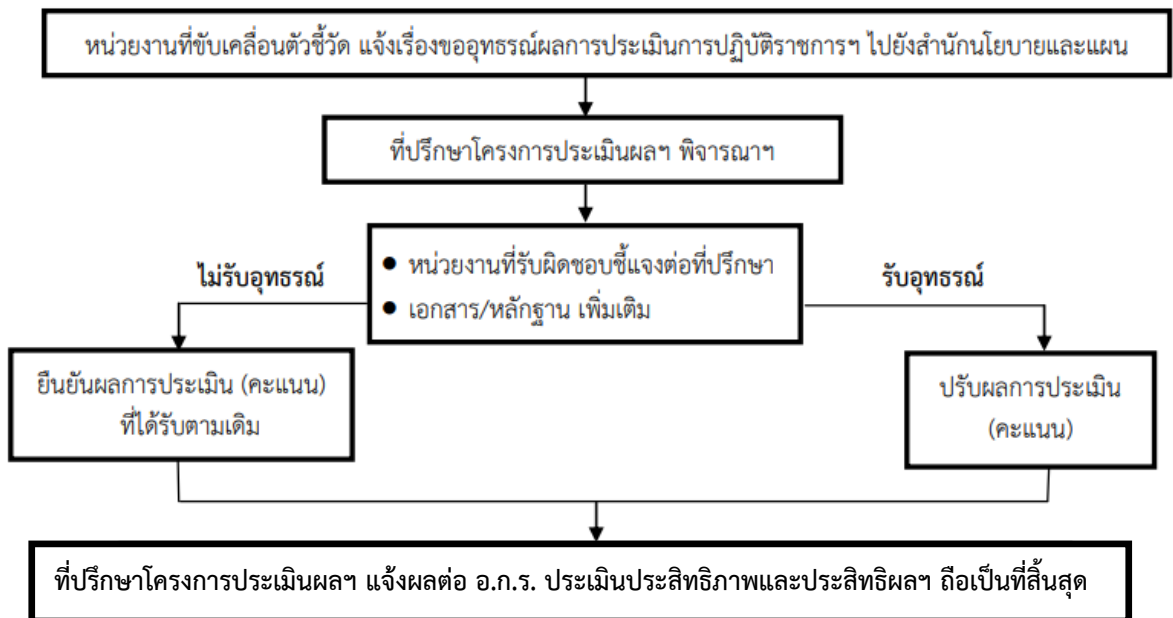 หน่วยงานที่ขับเคลื่อนตัวชี้วัด แจ้งเรื่องขออุทธรณ์ผลการประเมินการปฏิบัติราชการฯ ไปยังสำนักนโยบายและแผน
ที่ปรึกษาโครงการประเมินผลฯ พิจารณาฯ
● หน่วยงานที่รับผิดชอบชี้แจงต่อที่ปรึกษา
● เอกสาร/หลักฐาน เพิ่มเติม
ไม่รับอุทธรณ์
รับอุทธรณ์
ยืนยันผลการประเมิน (คะแนน)
ที่ได้รับตามเดิม
ปรับผลการประเมิน
(คะแนน)
ที่ปรึกษาโครงการประเมินผลฯ แจ้งผลต่อ อ.ก.ร. ประเมินประสิทธิภาพและประสิทธิผลฯ ถือเป็นที่สิ้นสุด